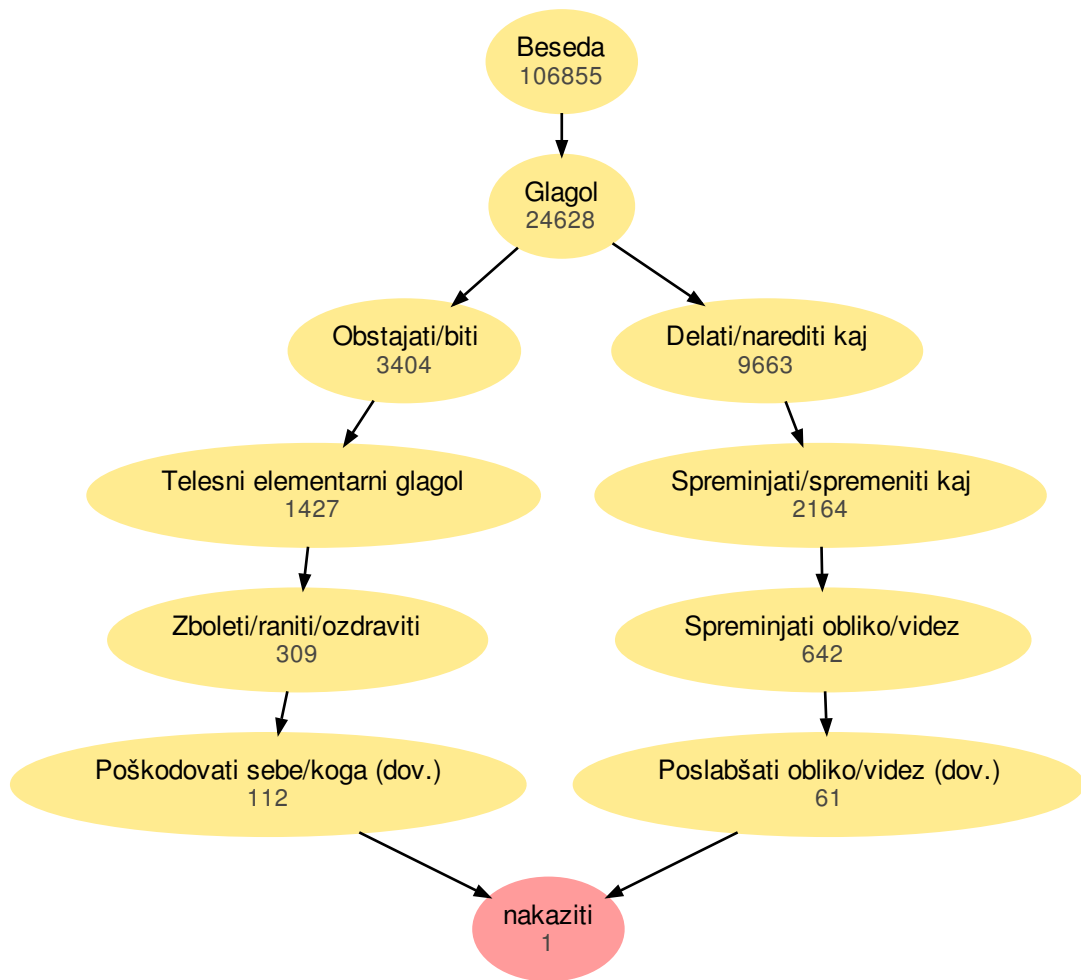 Beseda
106855
Glagol
24628
Obstajati/biti
3404
Delati/narediti kaj
9663
Telesni elementarni glagol
1427
Spreminjati/spremeniti kaj
2164
Zboleti/raniti/ozdraviti
309
Spreminjati obliko/videz
642
Poškodovati sebe/koga (dov.)
112
Poslabšati obliko/videz (dov.)
61
nakaziti
1